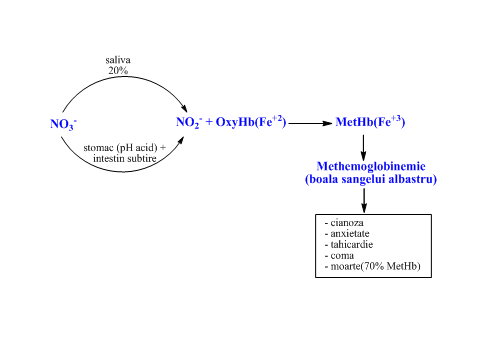 saliva
20%
NO3- NO2- + OxyHb(Fe+2) MetHb(Fe+3)
stomac (pH acid) +
intestin subtire
Methemoglobinemie
(boala sangelui albastru)
- cianoza
- anxietate
- tahicardie
- coma
- moarte(70% MetHb)